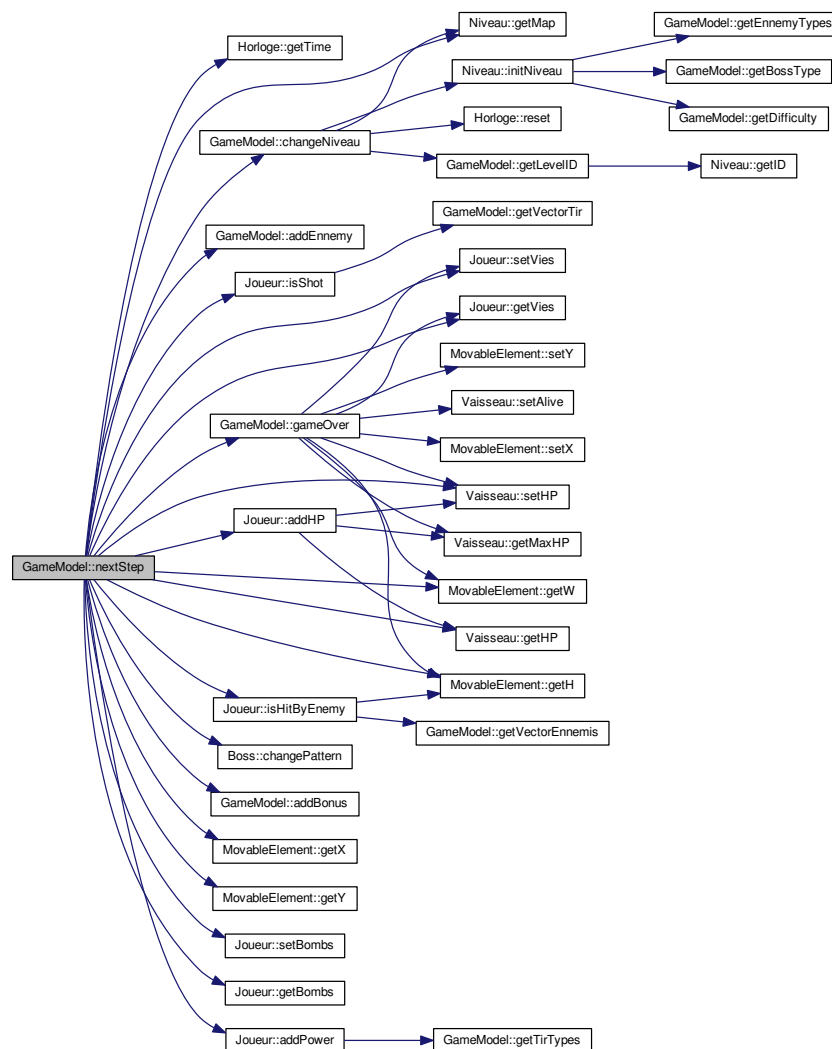 Niveau::getMap
GameModel::getEnnemyTypes
Horloge::getTime
Niveau::initNiveau
GameModel::getBossType
Horloge::reset
GameModel::getDifficulty
GameModel::changeNiveau
GameModel::getLevelID
Niveau::getID
GameModel::getVectorTir
GameModel::addEnnemy
Joueur::setVies
Joueur::isShot
Joueur::getVies
MovableElement::setY
Vaisseau::setAlive
GameModel::gameOver
MovableElement::setX
Vaisseau::setHP
Joueur::addHP
Vaisseau::getMaxHP
GameModel::nextStep
MovableElement::getW
Vaisseau::getHP
MovableElement::getH
Joueur::isHitByEnemy
GameModel::getVectorEnnemis
Boss::changePattern
GameModel::addBonus
MovableElement::getX
MovableElement::getY
Joueur::setBombs
Joueur::getBombs
Joueur::addPower
GameModel::getTirTypes